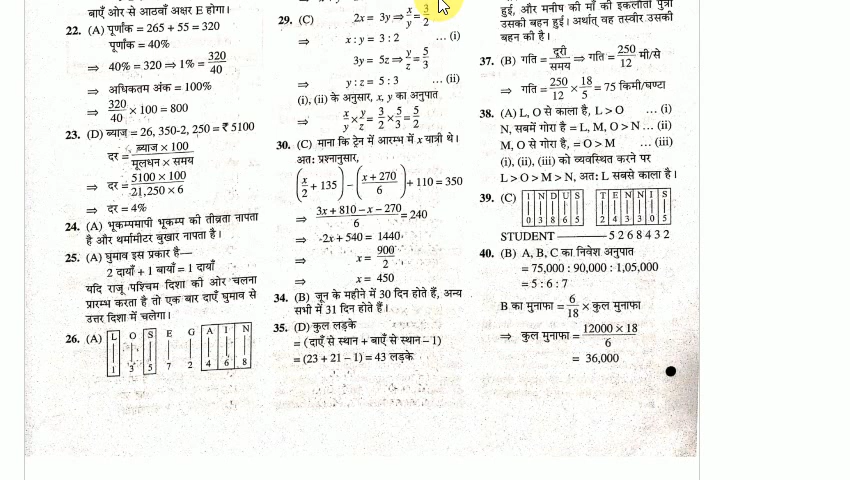 बाएँ ओर से आठवाँ अक्षर E होगा।
22. (A) पूर्णांक = 265 + 55 = 320
पूर्णांक = 40%
⇒ 40% = 320 ⇒ 1% = 320/40
⇒ अधिकतम अंक = 100%
⇒ 320/40 × 100 = 800
23. (D) ब्याज = 26, 350-2, 250 = ₹ 5100
दर = ब्याज × 100/मूलधन × समय
⇒ दर = 5100 × 100/21,250 × 6
⇒ दर = 4%
24. (A) भूकम्पमापी भूकम्प की तीव्रता नापता
है और थर्मामीटर बुखार नापता है।
25. (A) घुमाव इस प्रकार है—
2 दायाँ + 1 बायाँ = 1 दायाँ
यदि राजू पश्चिम दिशा की ओर चलना
प्रारम्भ करता है तो एक बार दाएँ घुमाव से
उत्तर दिशा में चलेगा।
26. (A) L O S E G A I N
1 3 5 7 2 4 6 8
29. (C) 2x = 3y ⇒ x/y = 3/2
⇒ x : y = 3 : 2 ... (i)
3y = 5z ⇒ y/z = 5/3
⇒ y : z = 5 : 3 ... (ii)
(i), (ii) के अनुसार, x, y का अनुपात
⇒ x/y × y/z = 3/2 × 5/3 = 5/2
30. (C) माना कि ट्रेन में आरम्भ में x यात्री थे।
अतः प्रश्नानुसार,
(x/2 + 135) − (x + 270/6) + 110 = 350
⇒ 3x + 810 − x − 270/6 = 240
⇒ 2x + 540 = 1440
⇒ x = 900/2
⇒ x = 450
34. (B) जून के महीने में 30 दिन होते हैं, अन्य
सभी में 31 दिन होते हैं।
35. (D) कुल लड़के
= (दाएँ से स्थान + बाएँ से स्थान − 1)
= (23 + 21 − 1) = 43 लड़के
हुई, और मनीष की माँ की इकलौती पुत्री
उसकी बहन हुई। अर्थात् वह तस्वीर उसकी
बहन की है।
37. (B) गति = दूरी/समय ⇒ गति = 250/12 मी/से
⇒ गति = 250/12 × 18/5 = 75 किमी/घण्टा
38. (A) L, O से काला है, L > O ... (i)
N, सबमें गोरा है = L, M, O > N ... (ii)
M, O से गोरा है, = O > M ... (iii)
(i), (ii), (iii) को व्यवस्थित करने पर
L > O > M > N, अतः L सबसे काला है।
39. (C) I N D U S T E N N I S
0 3 8 6 5 2 4 3 3 0 5
STUDENT ——— 5 2 6 8 4 3 2
40. (B) A, B, C का निवेश अनुपात
= 75,000 : 90,000 : 1,05,000
= 5 : 6 : 7
B का मुनाफा = 6/18 × कुल मुनाफा
⇒ कुल मुनाफा = 12000 × 18/6
= 36,000